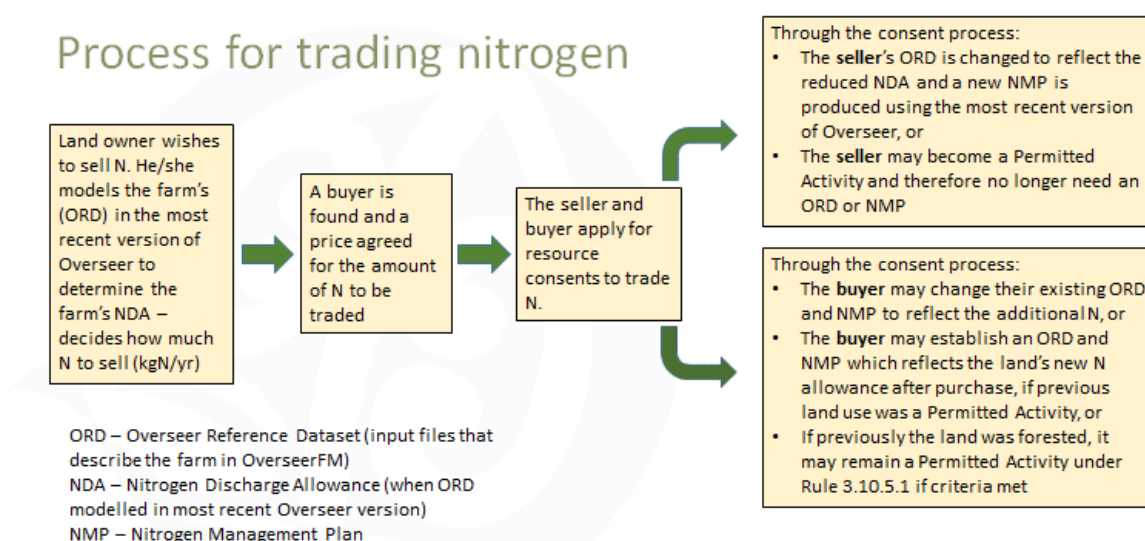 Process for trading nitrogen
Land owner wishes
to sell N. He/she
models the farm's
(ORD) in the most
recent version of
Overseer to
determine the
farm's NDA –
decides how much
N to sell (kgN/yr)
A buyer is
found and a
price agreed
for the amount
of N to be
traded
The seller and
buyer apply for
resource
consents to trade
N.
Through the consent process:
• The seller's ORD is changed to reflect the
reduced NDA and a new NMP is
produced using the most recent version
of Overseer, or
• The seller may become a Permitted
Activity and therefore no longer need an
ORD or NMP
Through the consent process:
• The buyer may change their existing ORD
and NMP to reflect the additional N, or
• The buyer may establish an ORD and
NMP which reflects the land's new N
allowance after purchase, if previous
land use was a Permitted Activity, or
• If previously the land was forested, it
may remain a Permitted Activity under
Rule 3.10.5.1 if criteria met
ORD – Overseer Reference Dataset (input files that
describe the farm in OverseerFM)
NDA – Nitrogen Discharge Allowance (when ORD
modelled in most recent Overseer version)
NMP – Nitrogen Management Plan